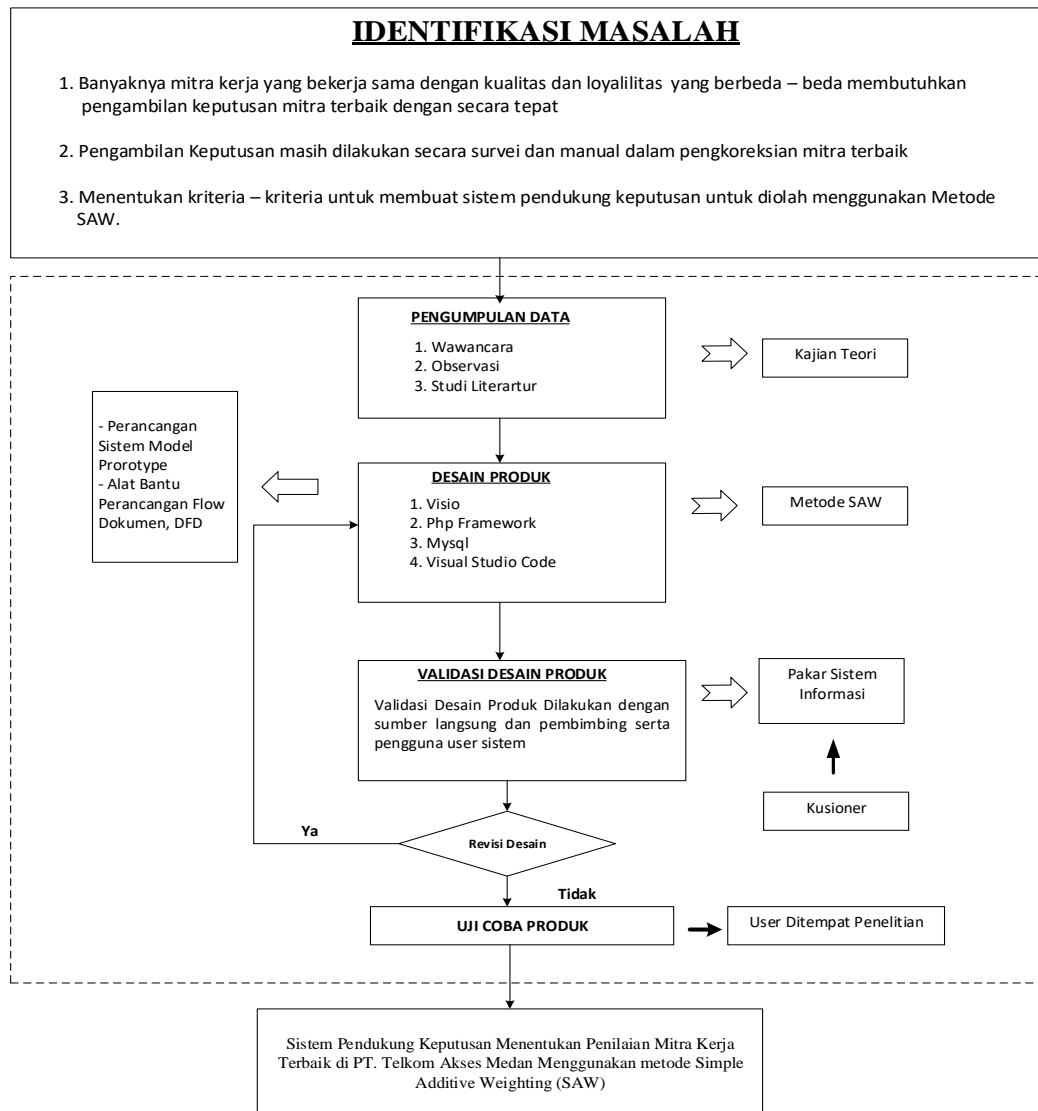 IDENTIFIKASI MASALAH
1. Banyaknya mitra kerja yang bekerja sama dengan kualitas dan loyalilitas yang berbeda – beda membutuhkan
pengambilan keputusan mitra terbaik dengan secara tepat
2. Pengambilan Keputusan masih dilakukan secara survei dan manual dalam pengkoreksian mitra terbaik
3. Menentukan kriteria – kriteria untuk membuat sistem pendukung keputusan untuk diolah menggunakan Metode
SAW.
PENGUMPULAN DATA
1. Wawancara
2. Observasi
3. Studi Literartur
Kajian Teori
- Perancangan
Sistem Model
Prorotype
- Alat Bantu
Perancangan Flow
Dokumen, DFD
DESAIN PRODUK
1. Visio
2. Php Framework
3. Mysql
4. Visual Studio Code
Metode SAW
VALIDASI DESAIN PRODUK
Validasi Desain Produk Dilakukan dengan
sumber langsung dan pembimbing serta
pengguna user sistem
Pakar Sistem
Informasi
Kusioner
Ya
Revisi Desain
Tidak
UJI COBA PRODUK
User Ditempat Penelitian
Sistem Pendukung Keputusan Menentukan Penilaian Mitra Kerja
Terbaik di PT. Telkom Akses Medan Menggunakan metode Simple
Additive Weighting (SAW)